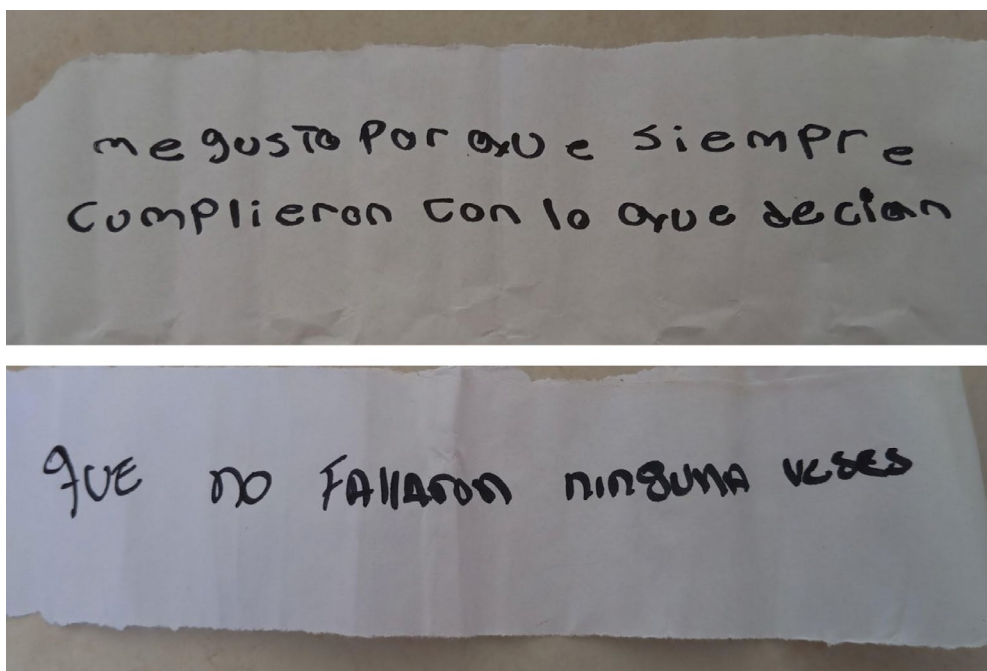 me gusto Por que siempre
cumplieron con lo que decian
que no FAllaron ninguna veses